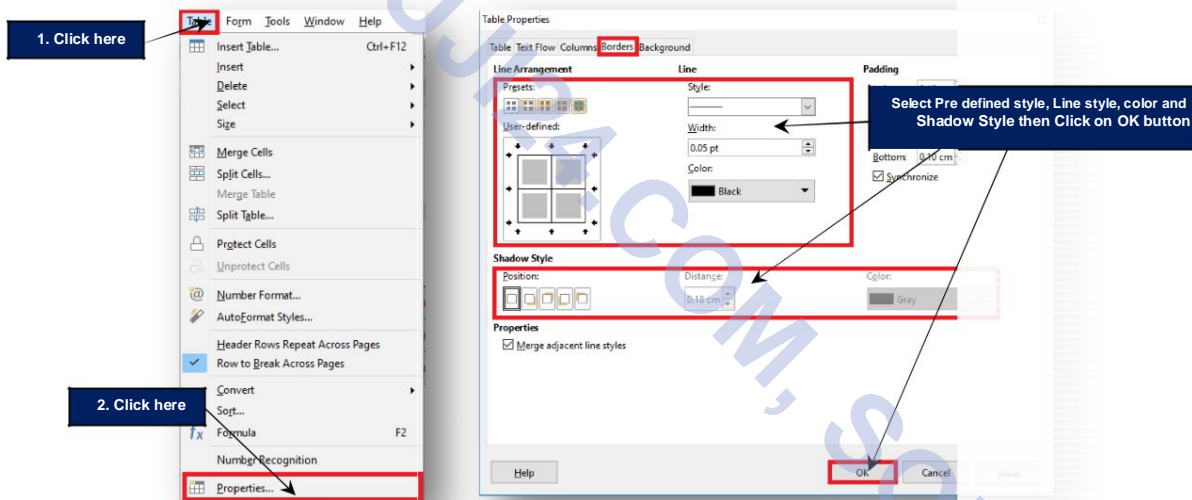 1. Click here
Table Form Tools Window Help
Insert Table... Ctrl+F12
Insert
Delete
Select
Size
Merge Cells
Split Cells...
Merge Table
Split Table...
Protect Cells
Unprotect Cells
Number Format...
AutoFormat Styles...
Header Rows Repeat Across Pages
Row to Break Across Pages
Convert
Sort...
Formula F2
Number Recognition
Properties...
2. Click here
Table Properties
Table Text Flow Columns Borders Background
Line Arrangement Line Padding
Presets: Style:
User-defined: Width:
0.05 pt
Color:
Black
Bottom: 0.10 cm
Synchronize
Select Pre defined style, Line style, color and
Shadow Style then Click on OK button
Shadow Style
Position: Distance: Color:
0.18 cm Gray
Properties
Merge adjacent line styles
Help OK Cancel Reset